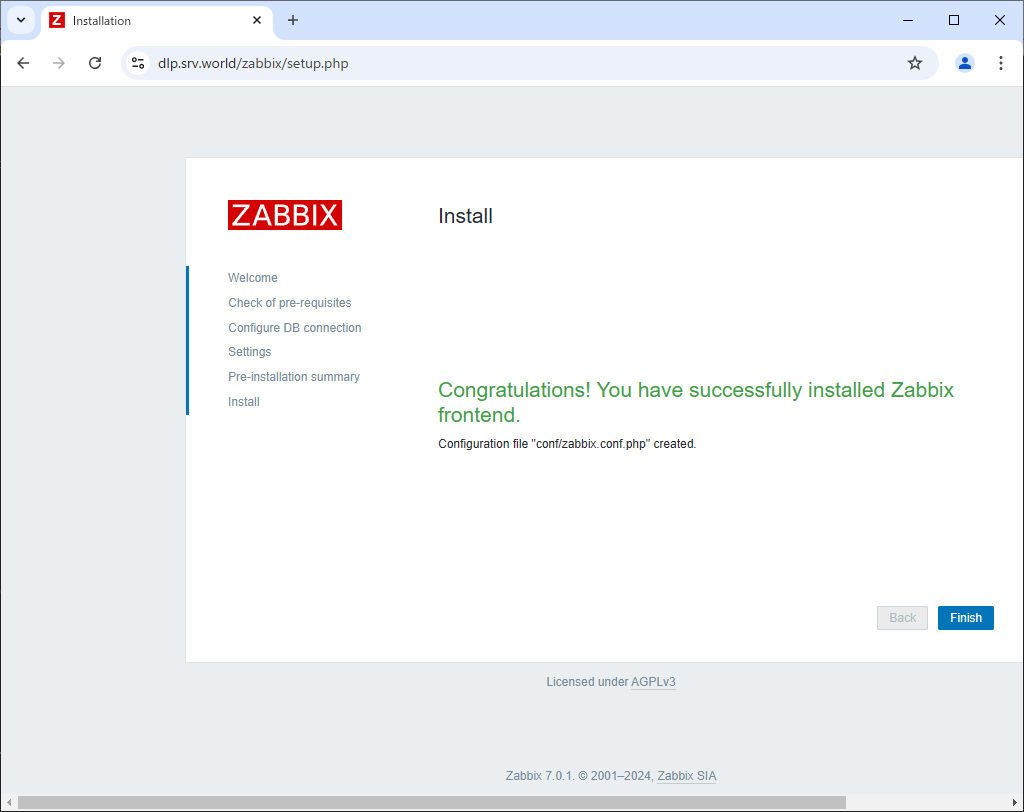 Z Installation
dlp.srv.world/zabbix/setup.php
ZABBIX
Install
Welcome
Check of pre-requisites
Configure DB connection
Settings
Pre-installation summary
Install
Congratulations! You have successfully installed Zabbix
frontend.
Configuration file "conf/zabbix.conf.php" created.
Back Finish
Licensed under AGPLv3
Zabbix 7.0.1. © 2001–2024, Zabbix SIA